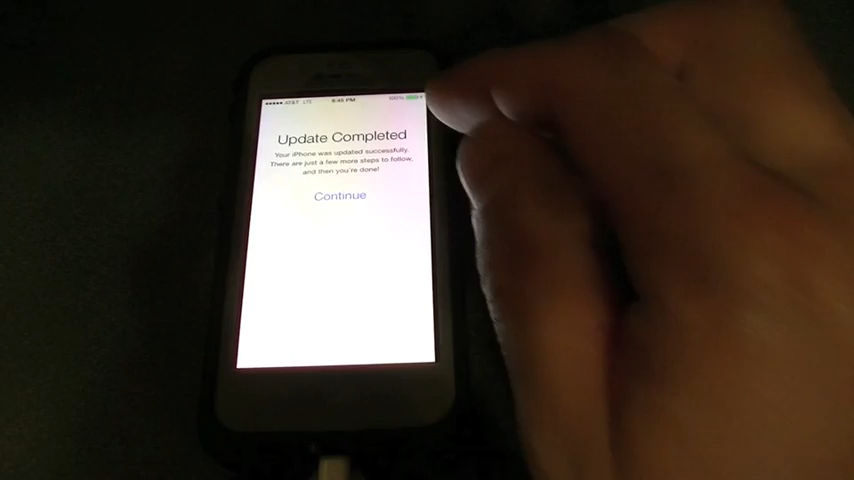 AT&T LTE 6:45 PM 100%
Update Completed
Your iPhone was updated successfully.
There are just a few more steps to follow,
and then you're done!
Continue